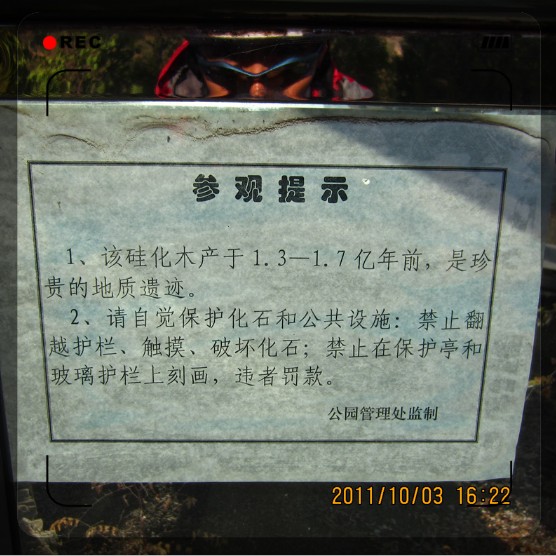 REC
参观提示
1、该硅化木产于1.3—1.7亿年前，是珍
贵的地质遗迹。
2、请自觉保护化石和公共设施：禁止翻
越护栏、触摸、破坏化石；禁止在保护亭和
玻璃护栏上刻画，违者罚款。
公园管理处监制
2011/10/03 16:22